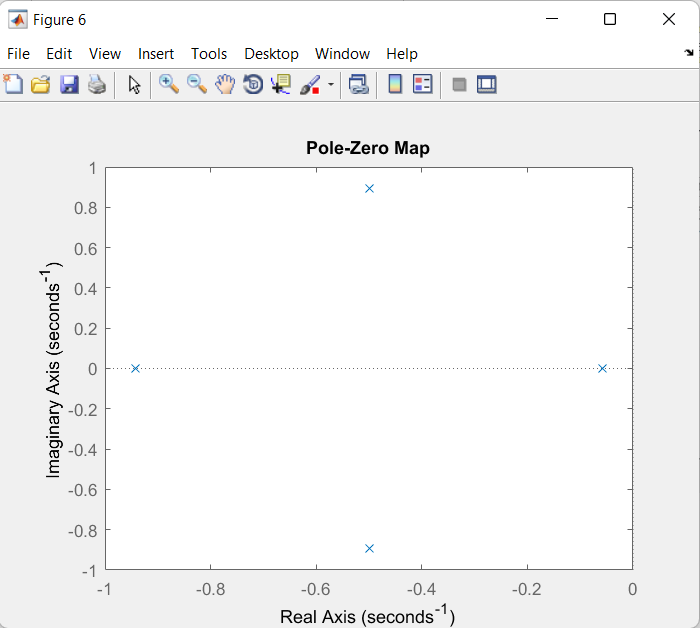 Figure 6
File Edit View Insert Tools Desktop Window Help
Pole-Zero Map
1
0.8
0.6
0.4
0.2
0
-0.2
-0.4
-0.6
-0.8
-1
Imaginary Axis (seconds⁻¹)
-1 -0.8 -0.6 -0.4 -0.2 0
Real Axis (seconds⁻¹)